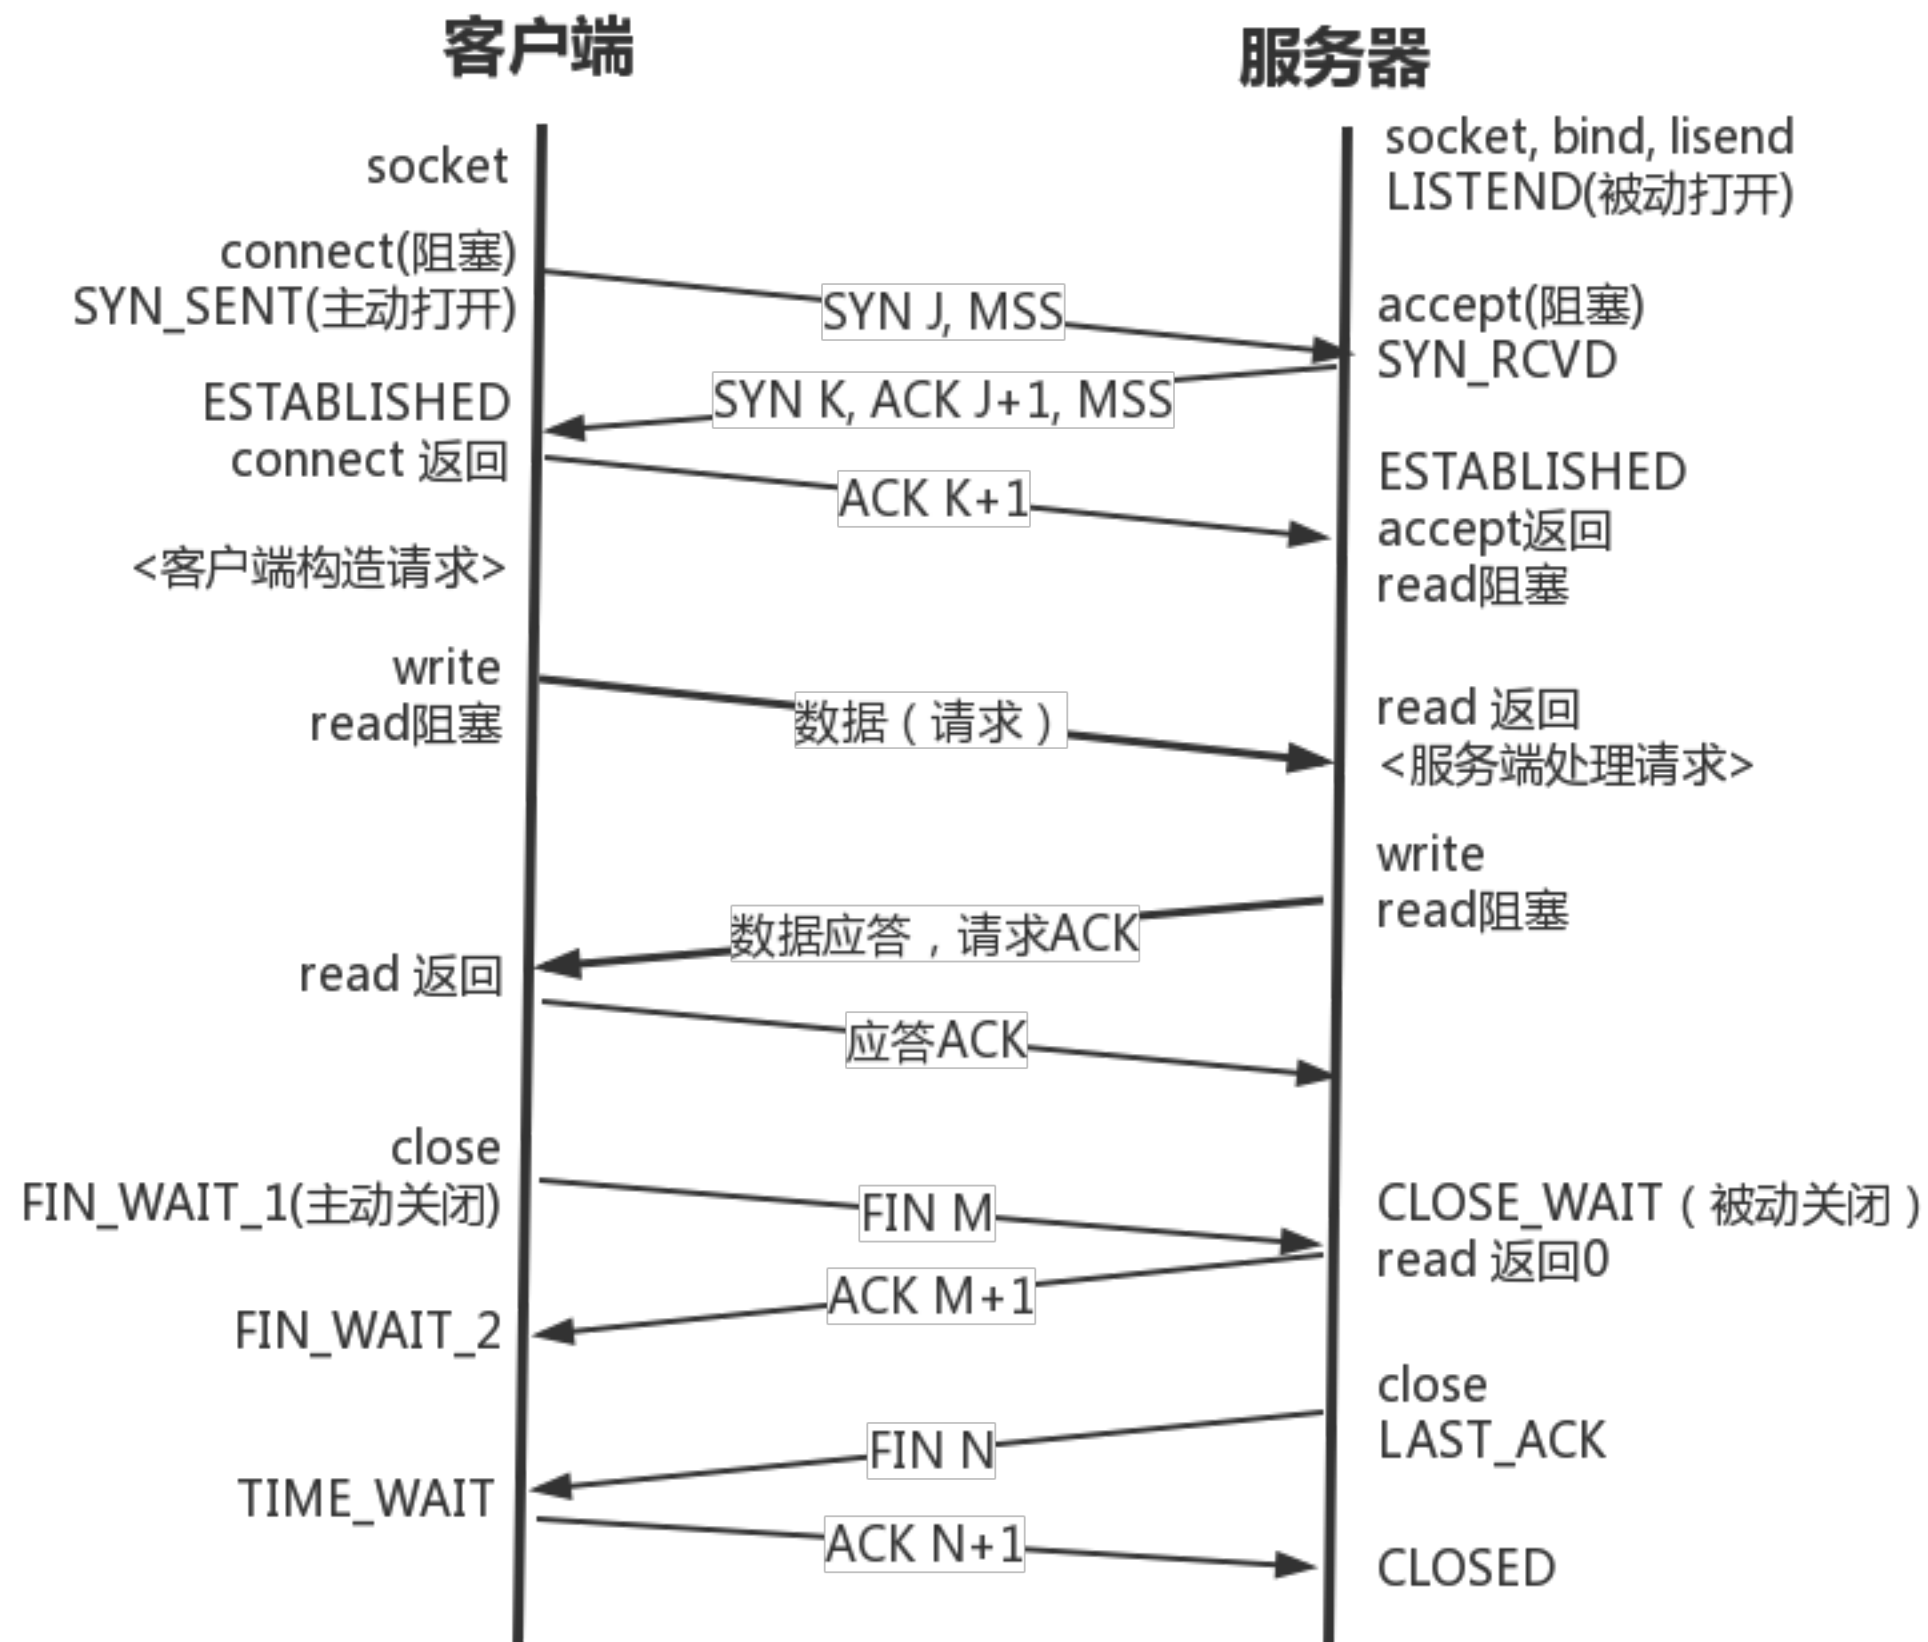 客户端
服务器
socket
socket, bind, lisend
LISTEND(被动打开)
connect(阻塞)
SYN_SENT(主动打开)
SYN J, MSS
accept(阻塞)
SYN_RCVD
SYN K, ACK J+1, MSS
ESTABLISHED
connect 返回
ACK K+1
ESTABLISHED
accept返回
read阻塞
<客户端构造请求>
write
read阻塞
数据（请求）
read 返回
<服务端处理请求>
write
read阻塞
数据应答，请求ACK
read 返回
应答ACK
close
FIN_WAIT_1(主动关闭)
FIN M
CLOSE_WAIT（被动关闭）
read 返回0
ACK M+1
FIN_WAIT_2
close
LAST_ACK
FIN N
TIME_WAIT
ACK N+1
CLOSED